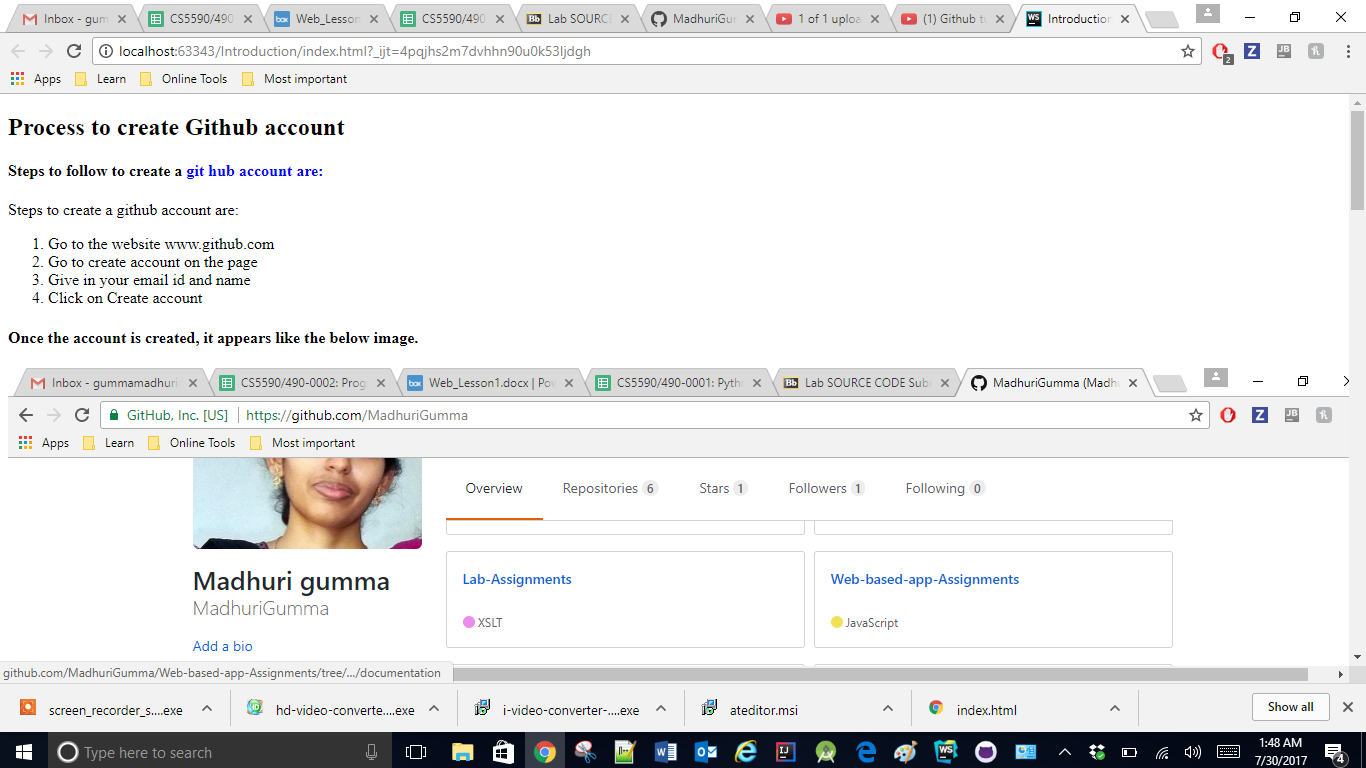 Inbox - gum
CS5590/490
Web_Lesson
CS5590/490
Lab SOURC
MadhuriGu
1 of 1 uploa
(1) Github tu
Introduction
localhost:63343/Introduction/index.html?_ijt=4pqjhs2m7dvhhn90u0k53ljdgh
2
Z
JB
Apps
Learn
Online Tools
Most important
Process to create Github account
Steps to follow to create a git hub account are:
Steps to create a github account are:
1. Go to the website www.github.com
2. Go to create account on the page
3. Give in your email id and name
4. Click on Create account
Once the account is created, it appears like the below image.
Inbox - gummamadhuri
CS5590/490-0002: Prog
Web_Lesson1.docx | Pow
CS5590/490-0001: Pyth
Lab SOURCE CODE Sub
MadhuriGumma (Madh
GitHub, Inc. [US]
https://github.com/MadhuriGumma
Z
JB
Apps
Learn
Online Tools
Most important
Overview
Repositories 6
Stars 1
Followers 1
Following 0
Madhuri gumma
MadhuriGumma
Add a bio
Lab-Assignments
XSLT
Web-based-app-Assignments
JavaScript
github.com/MadhuriGumma/Web-based-app-Assignments/tree/.../documentation
screen_recorder_s....exe
hd-video-converte....exe
i-video-converter-....exe
ateditor.msi
index.html
Show all
Type here to search
1:48 AM
7/30/2017
4